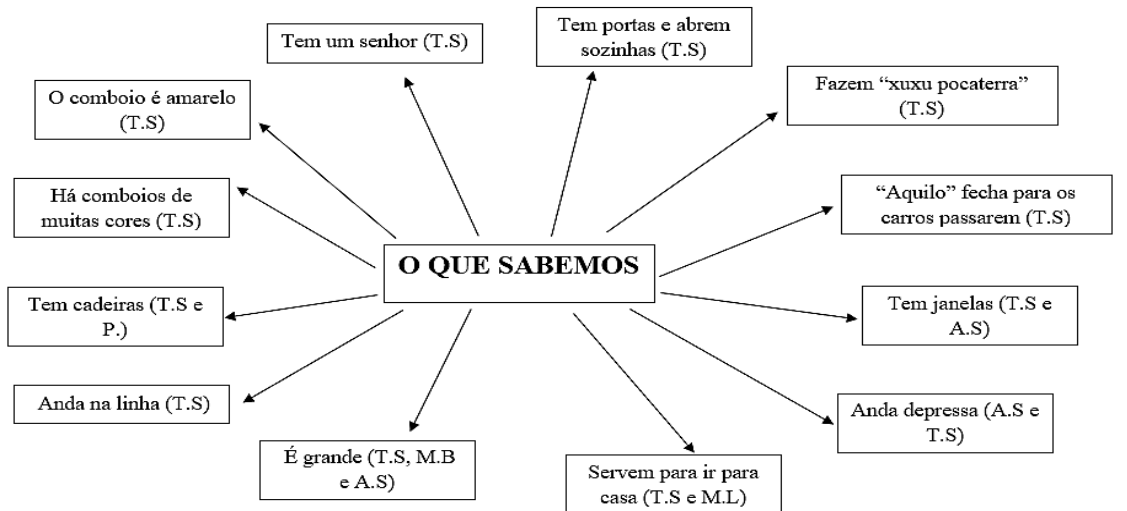 Tem um senhor (T.S)
Tem portas e abrem
sozinhas (T.S)
Fazem “xuxu pocaterra”
(T.S)
O comboio é amarelo
(T.S)
Há comboios de
muitas cores (T.S)
“Aquilo” fecha para os
carros passarem (T.S)
O QUE SABEMOS
Tem cadeiras (T.S e
P.)
Tem janelas (T.S e
A.S)
Anda na linha (T.S)
Anda depressa (A.S e
T.S)
É grande (T.S, M.B
e A.S)
Servem para ir para
casa (T.S e M.L)